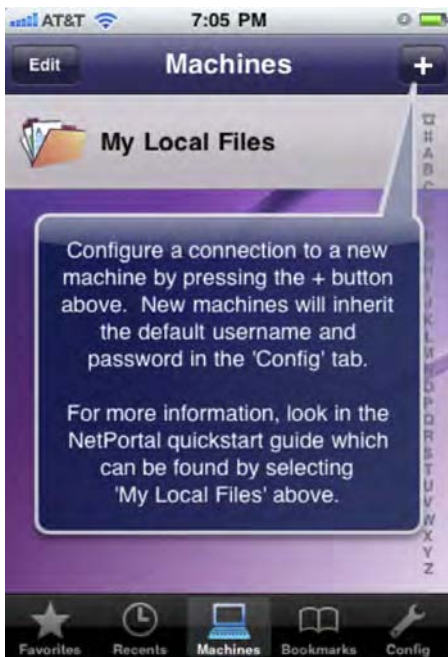 AT&T 7:05 PM
Edit Machines +
My Local Files
#
A
B
C
Configure a connection to a new
machine by pressing the + button
above. New machines will inherit
the default username and
password in the 'Config' tab.
For more information, look in the
NetPortal quickstart guide which
can be found by selecting
'My Local Files' above.
K
L
M
N
O
P
Q
R
S
T
U
V
W
X
Y
Z
Favorites Recents Machines Bookmarks Config